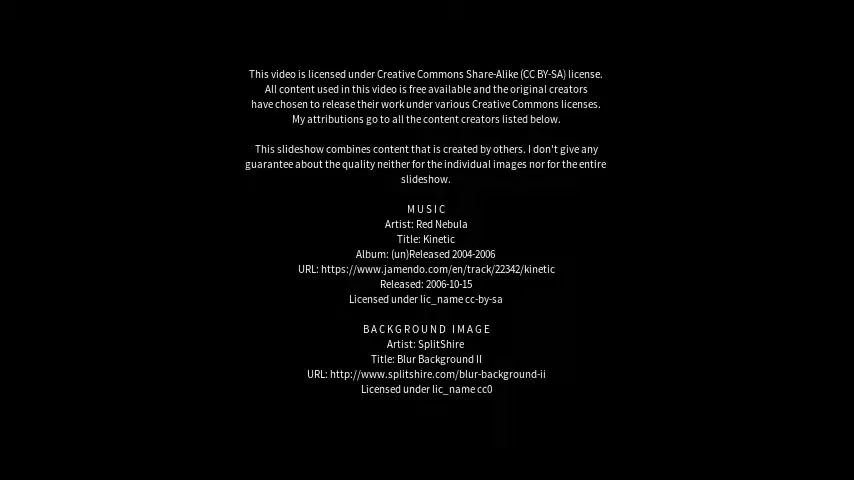 This video is licensed under Creative Commons Share-Alike (CC BY-SA) license.
All content used in this video is free available and the original creators
have chosen to release their work under various Creative Commons licenses.
My attributions go to all the content creators listed below.
This slideshow combines content that is created by others. I don't give any
guarantee about the quality neither for the individual images nor for the entire
slideshow.
MUSIC
Artist: Red Nebula
Title: Kinetic
Album: (un)Released 2004-2006
URL: https://www.jamendo.com/en/track/22342/kinetic
Released: 2006-10-15
Licensed under lic_name cc-by-sa
BACKGROUND IMAGE
Artist: SplitShire
Title: Blur Background II
URL: http://www.splitshire.com/blur-background-ii
Licensed under lic_name cc0